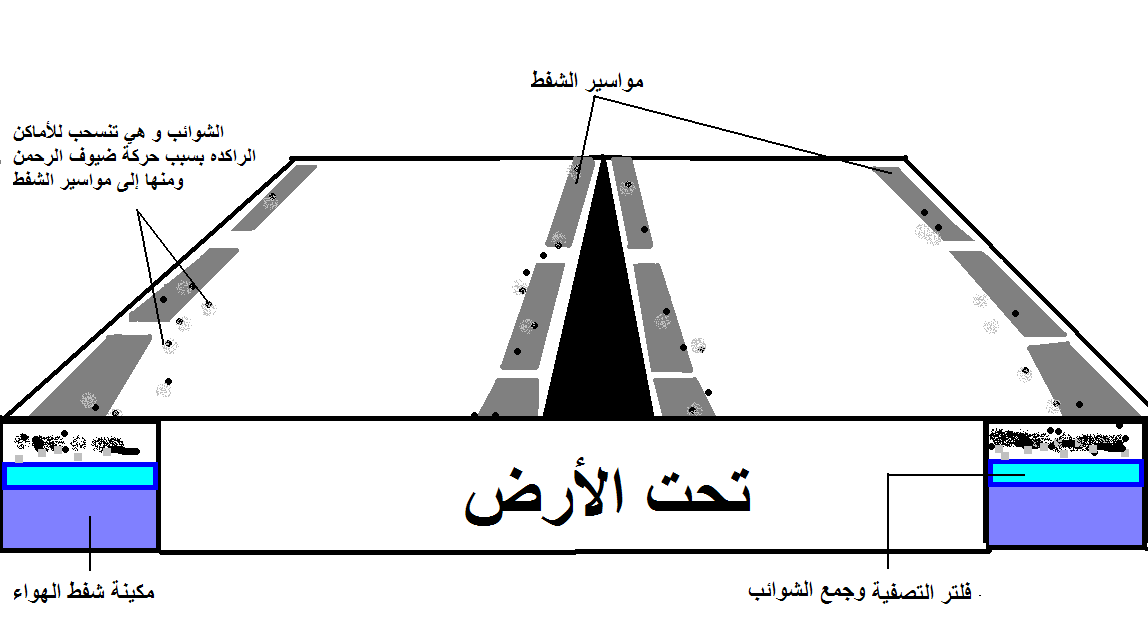 مواسير الشفط
الشوائب و هي تنسحب للأماكن
الراكده بسبب حركة ضيوف الرحمن
ومنها إلى مواسير الشفط
تحت الأرض
فلتر التصفية وجمع الشوائب
مكينة شفط الهواء